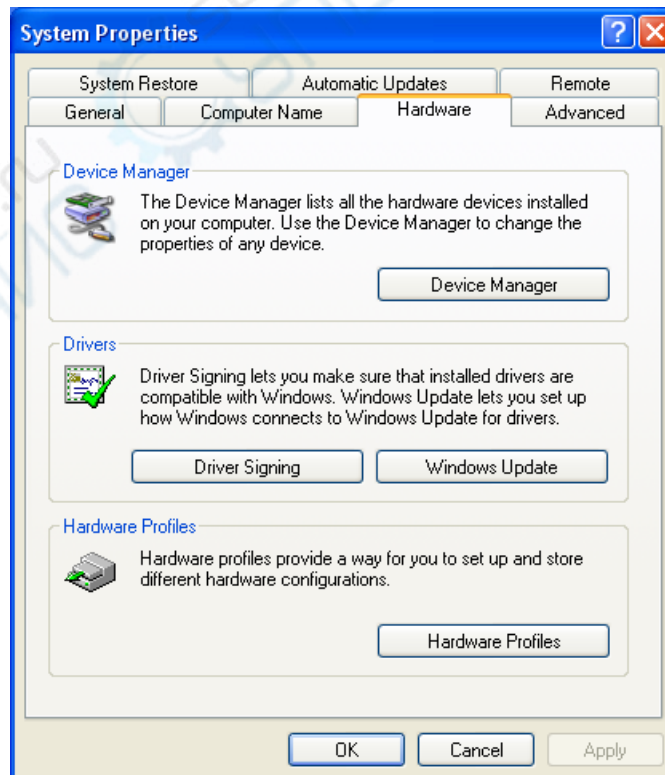 System Properties
System Restore
Automatic Updates
Remote
General
Computer Name
Hardware
Advanced
Device Manager
The Device Manager lists all the hardware devices installed
on your computer. Use the Device Manager to change the
properties of any device.
Device Manager
Drivers
Driver Signing lets you make sure that installed drivers are
compatible with Windows. Windows Update lets you set up
how Windows connects to Windows Update for drivers.
Driver Signing
Windows Update
Hardware Profiles
Hardware profiles provide a way for you to set up and store
different hardware configurations.
Hardware Profiles
OK
Cancel
Apply